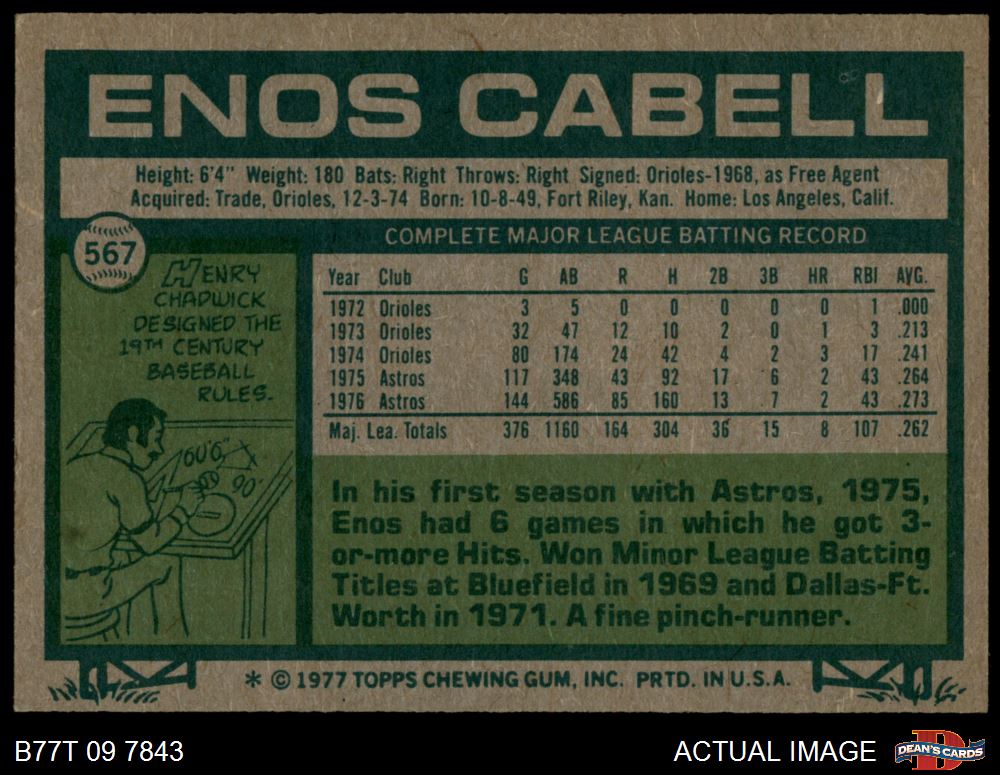 ENOS CABELL
Height: 6'4" Weight: 180 Bats: Right Throws: Right Signed: Orioles-1968, as Free Agent
Acquired: Trade, Orioles, 12-3-74 Born: 10-8-49, Fort Riley, Kan. Home: Los Angeles, Calif.
567
HENRY
CHADWICK
DESIGNED THE
19TH CENTURY
BASEBALL
RULES.
60'6"
90'
COMPLETE MAJOR LEAGUE BATTING RECORD
Year Club G AB R H 2B 3B HR RBI AVG.
1972 Orioles 3 5 0 0 0 0 0 1 .000
1973 Orioles 32 47 12 10 2 0 1 3 .213
1974 Orioles 80 174 24 42 4 2 3 17 .241
1975 Astros 117 348 43 92 17 6 2 43 .264
1976 Astros 144 586 85 160 13 7 2 43 .273
Maj. Lea. Totals 376 1160 164 304 36 15 8 107 .262
In his first season with Astros, 1975,
Enos had 6 games in which he got 3-
or-more Hits. Won Minor League Batting
Titles at Bluefield in 1969 and Dallas-Ft.
Worth in 1971. A fine pinch-runner.
* © 1977 TOPPS CHEWING GUM, INC. PRTD. IN U.S.A.
B77T 09 7843
ACTUAL IMAGE
D
DEAN'S CARDS